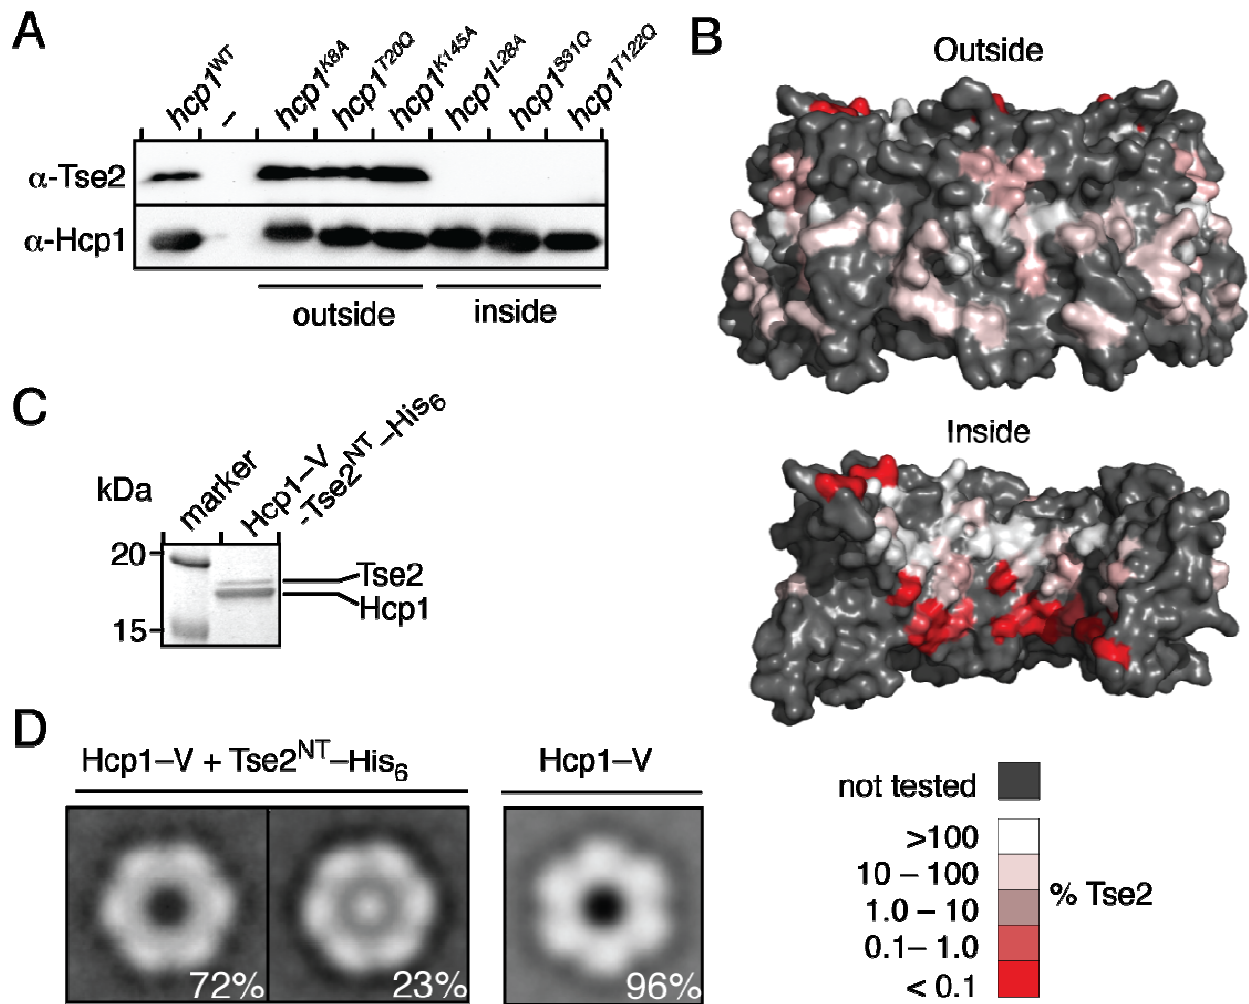 A
hcp1WT
–
hcp1K8A
hcp1T20Q
hcp1K145A
hcp1L28A
hcp1S31Q
hcp1T122Q
α-Tse2
α-Hcp1
outside
inside
B
Outside
Inside
C
kDa
marker
Hcp1–V
-Tse2NT–His6
20
15
Tse2
Hcp1
D
Hcp1–V + Tse2NT–His6
Hcp1–V
72%
23%
96%
not tested
>100
10 – 100
1.0 – 10
0.1– 1.0
< 0.1
% Tse2